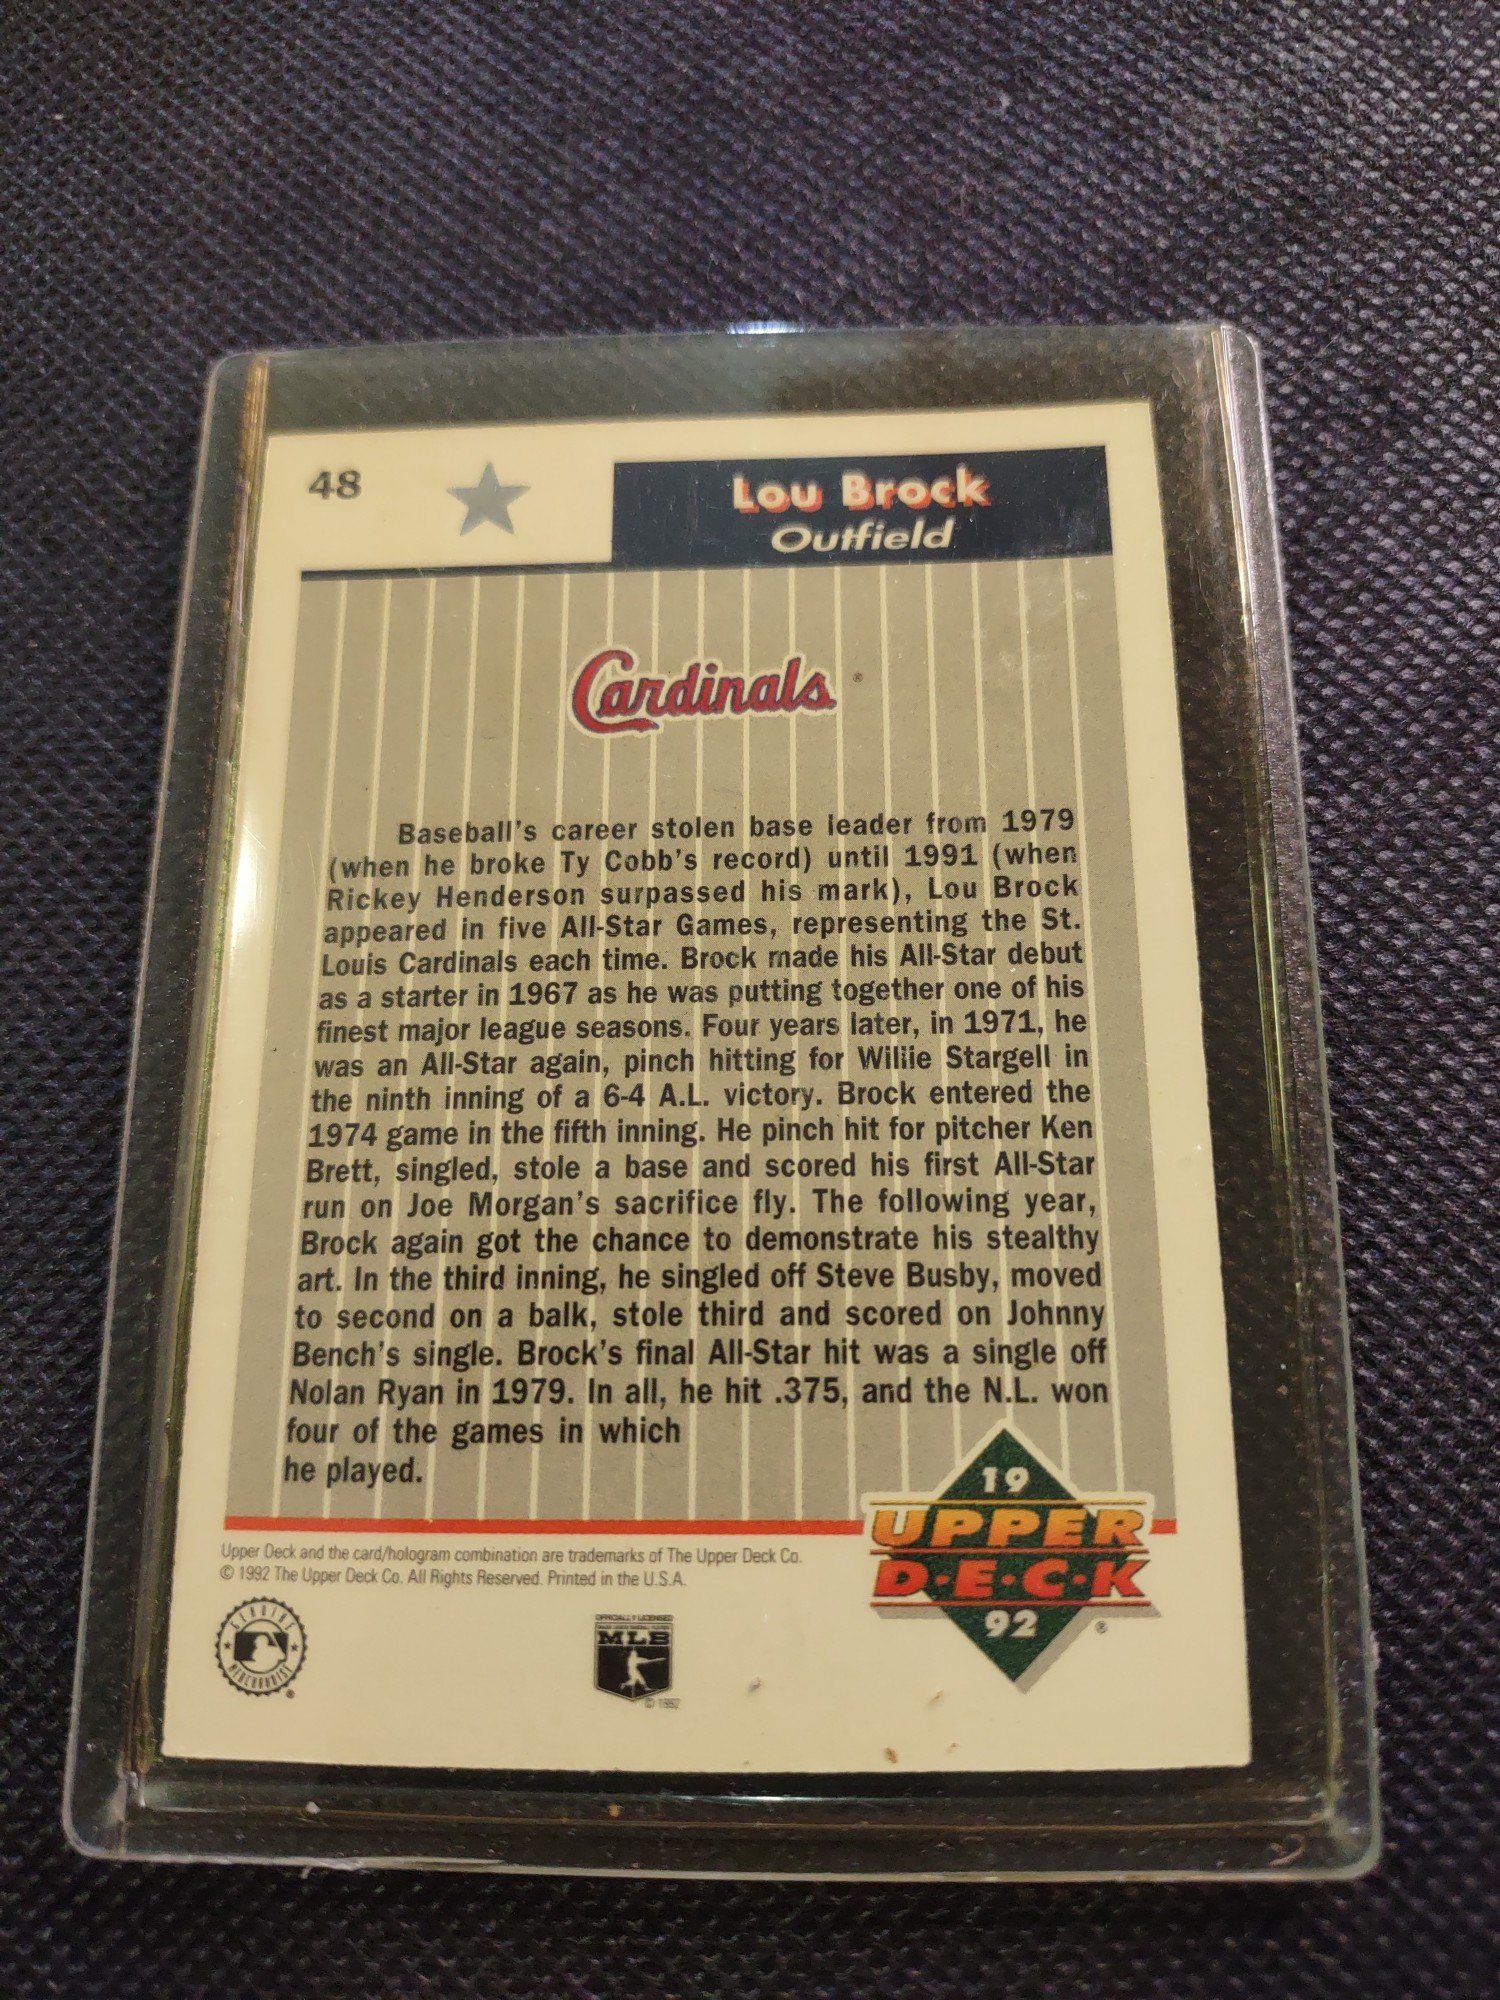 48
Lou Brock
Outfield
Cardinals ®
Baseball's career stolen base leader from 1979
(when he broke Ty Cobb's record) until 1991 (when
Rickey Henderson surpassed his mark), Lou Brock
appeared in five All-Star Games, representing the St.
Louis Cardinals each time. Brock made his All-Star debut
as a starter in 1967 as he was putting together one of his
finest major league seasons. Four years later, in 1971, he
was an All-Star again, pinch hitting for Willie Stargell in
the ninth inning of a 6-4 A.L. victory. Brock entered the
1974 game in the fifth inning. He pinch hit for pitcher Ken
Brett, singled, stole a base and scored his first All-Star
run on Joe Morgan's sacrifice fly. The following year,
Brock again got the chance to demonstrate his stealthy
art. In the third inning, he singled off Steve Busby, moved
to second on a balk, stole third and scored on Johnny
Bench's single. Brock's final All-Star hit was a single off
Nolan Ryan in 1979. In all, he hit .375, and the N.L. won
four of the games in which
he played.
19
UPPER
D·E·C·K
92 ®
Upper Deck and the card/hologram combination are trademarks of The Upper Deck Co.
© 1992 The Upper Deck Co. All Rights Reserved. Printed in the U.S.A.
GENUINE
MERCHANDISE ®
OFFICIALLY LICENSED
MLB
© 1992